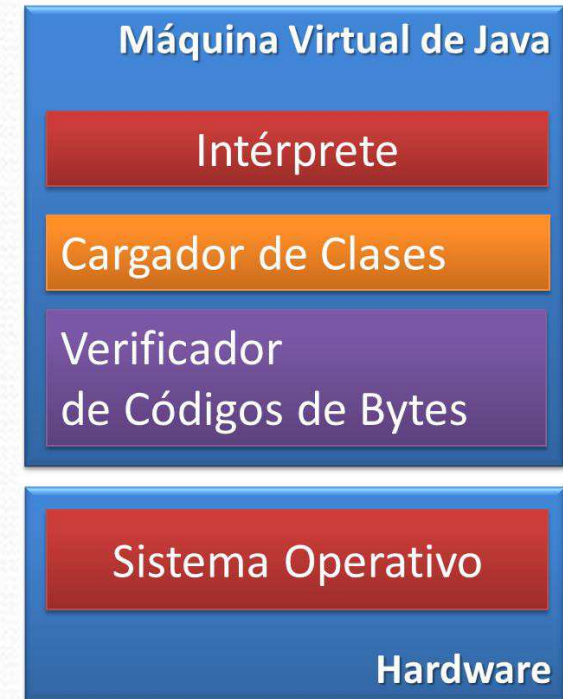 Máquina Virtual de Java
Intérprete
Cargador de Clases
Verificador
de Códigos de Bytes
Sistema Operativo
Hardware